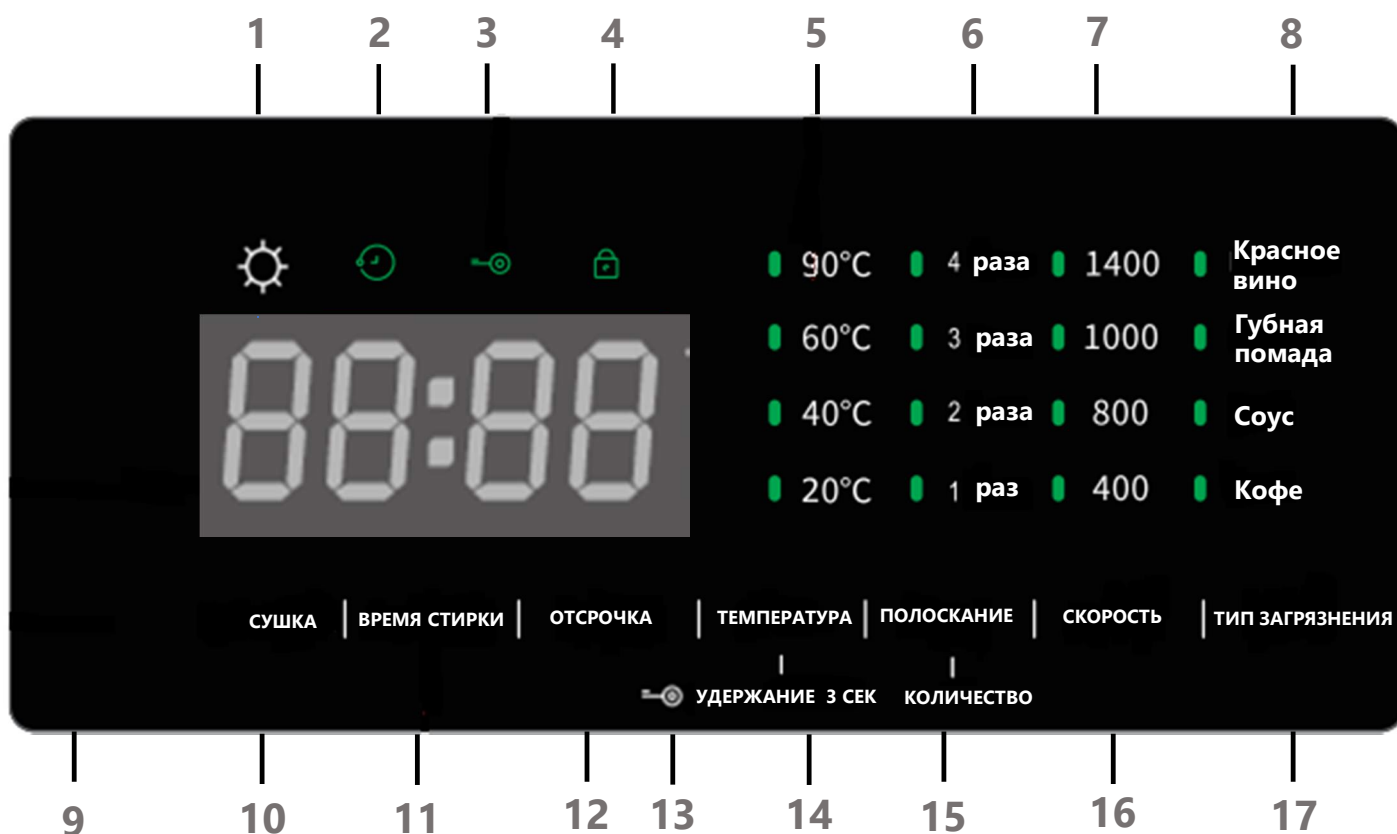 1 2 3 4 5 6 7 8
90°C 4 раза 1400 Красное
вино
60°C 3 раза 1000 Губная
помада
88:88
40°C 2 раза 800 Соус
20°C 1 раз 400 Кофе
СУШКА | ВРЕМЯ СТИРКИ | ОТСРОЧКА | ТЕМПЕРАТУРА | ПОЛОСКАНИЕ | СКОРОСТЬ | ТИП ЗАГРЯЗНЕНИЯ
УДЕРЖАНИЕ 3 СЕК КОЛИЧЕСТВО
9 10 11 12 13 14 15 16 17